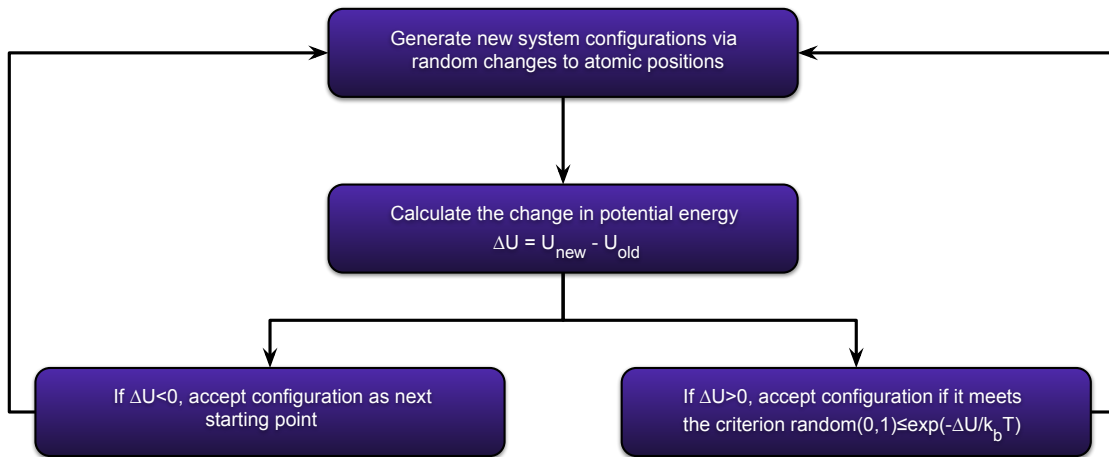 Generate new system configurations via
random changes to atomic positions
Calculate the change in potential energy
ΔU = U_new - U_old
If ΔU<0, accept configuration as next
starting point
If ΔU>0, accept configuration if it meets
the criterion random(0,1)≤exp(-ΔU/k_bT)